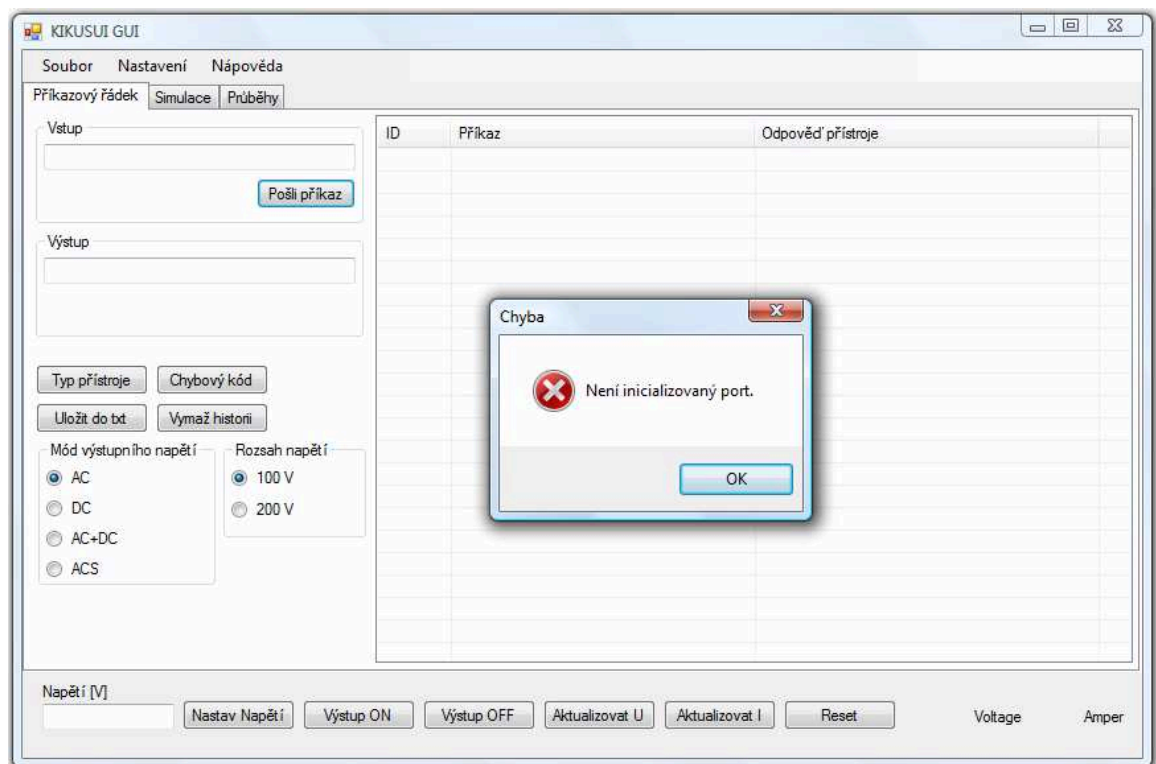 KIKUSUI GUI
Soubor Nastavení Nápověda
Příkazový řádek Simulace Průběhy
Vstup
ID Příkaz Odpověď přístroje
Pošli příkaz
Výstup
Chyba
Není inicializovaný port.
OK
Typ přístroje Chybový kód
Uložit do txt Vymaž historii
Mód výstupního napětí Rozsah napětí
AC 100 V
DC 200 V
AC+DC
ACS
Napětí [V]
Nastav Napětí Výstup ON Výstup OFF Aktualizovat U Aktualizovat I Reset Voltage Amper